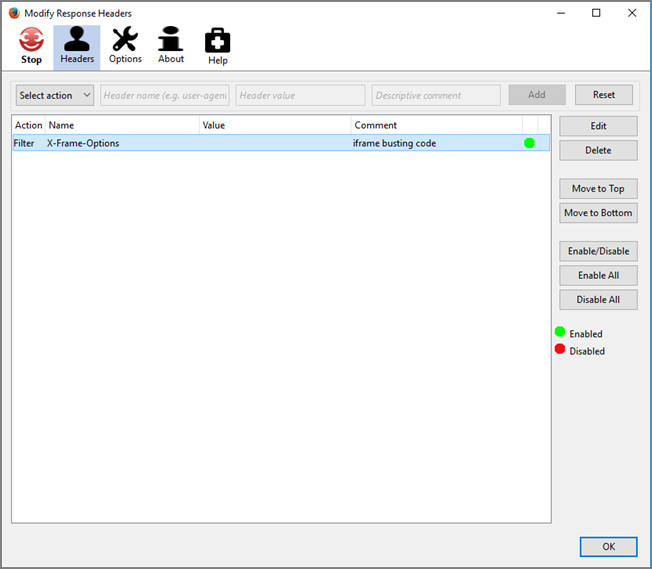 Modify Response Headers
Stop Headers Options About Help
Select action Header name (e.g. user-agent Header value Descriptive comment Add Reset
Action Name Value Comment
Filter X-Frame-Options iframe busting code
Edit
Delete
Move to Top
Move to Bottom
Enable/Disable
Enable All
Disable All
Enabled
Disabled
OK